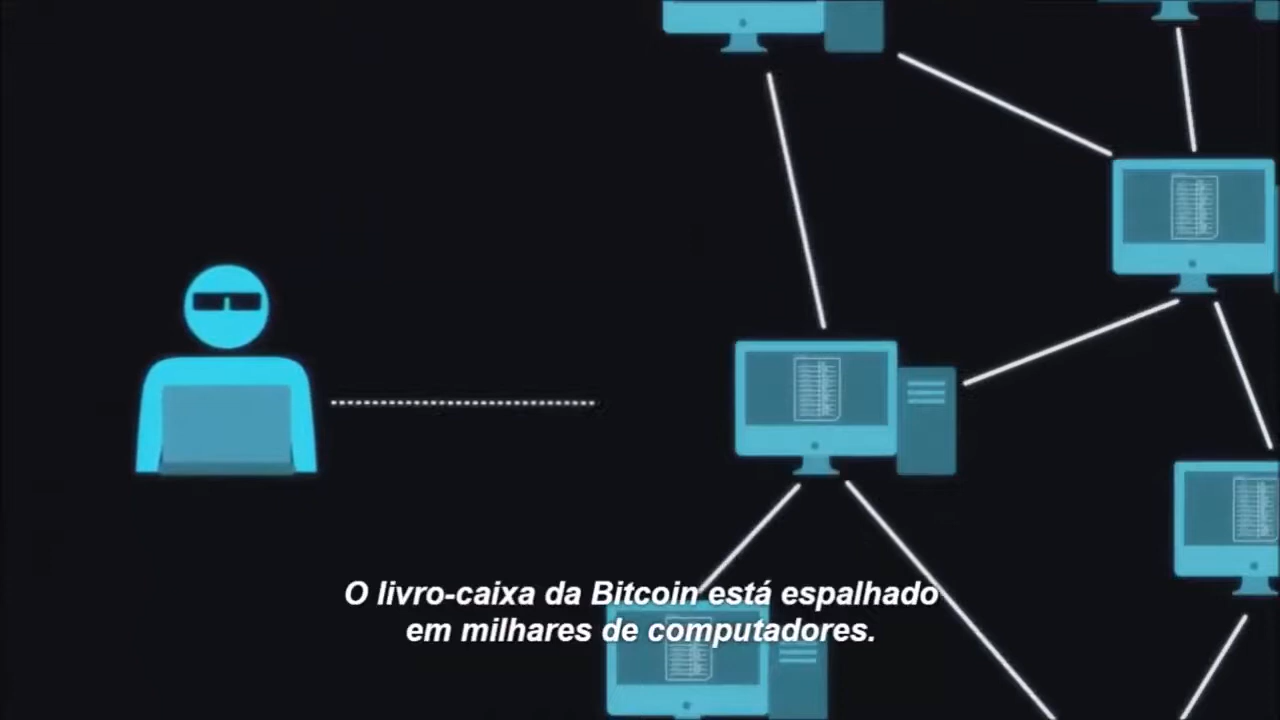 O livro-caixa da Bitcoin está espalhado
em milhares de computadores.